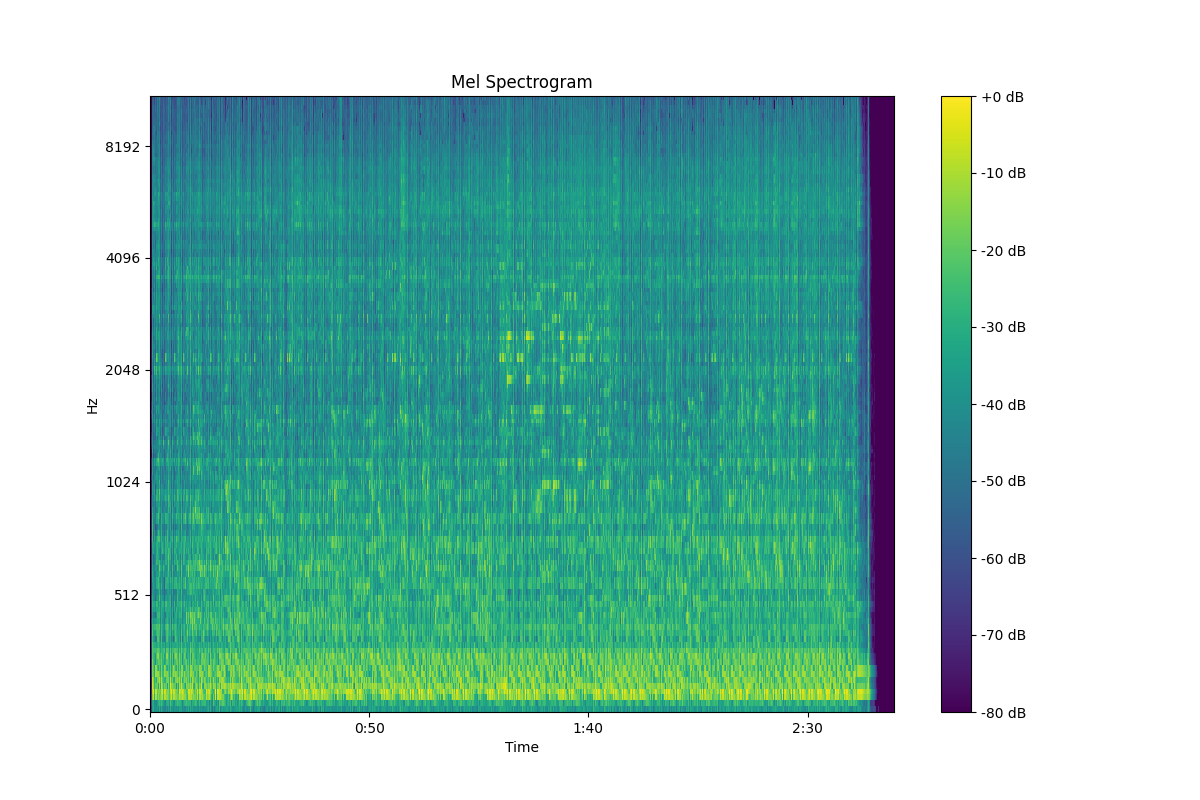 Mel Spectrogram
Hz
8192
4096
2048
1024
512
0
0:00
0:50
1:40
2:30
Time
+0 dB
-10 dB
-20 dB
-30 dB
-40 dB
-50 dB
-60 dB
-70 dB
-80 dB